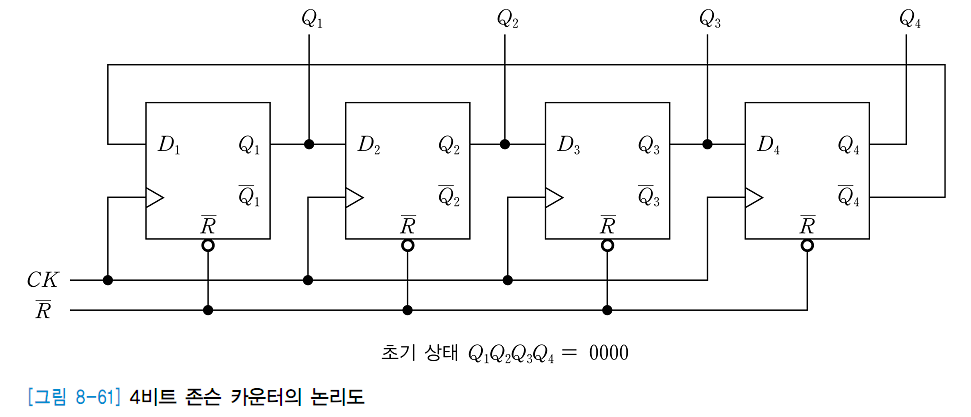 Q₁ Q₂ Q₃ Q₄
D₁ Q₁ D₂ Q₂ D₃ Q₃ D₄ Q₄
Q̅₁ Q̅₂ Q̅₃ Q̅₄
R̅ R̅ R̅ R̅
CK
R̅
초기 상태 Q₁Q₂Q₃Q₄ = 0000
[그림 8-61] 4비트 존슨 카운터의 논리도